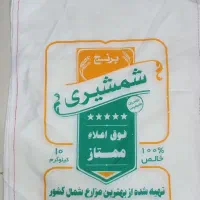 برنج
شمشیری
فوق اعلاء
ممتاز
۱۰۰%
خالص
۱۰
کیلوگرم
تهیه شده از بهترین مزارع شمال کشور